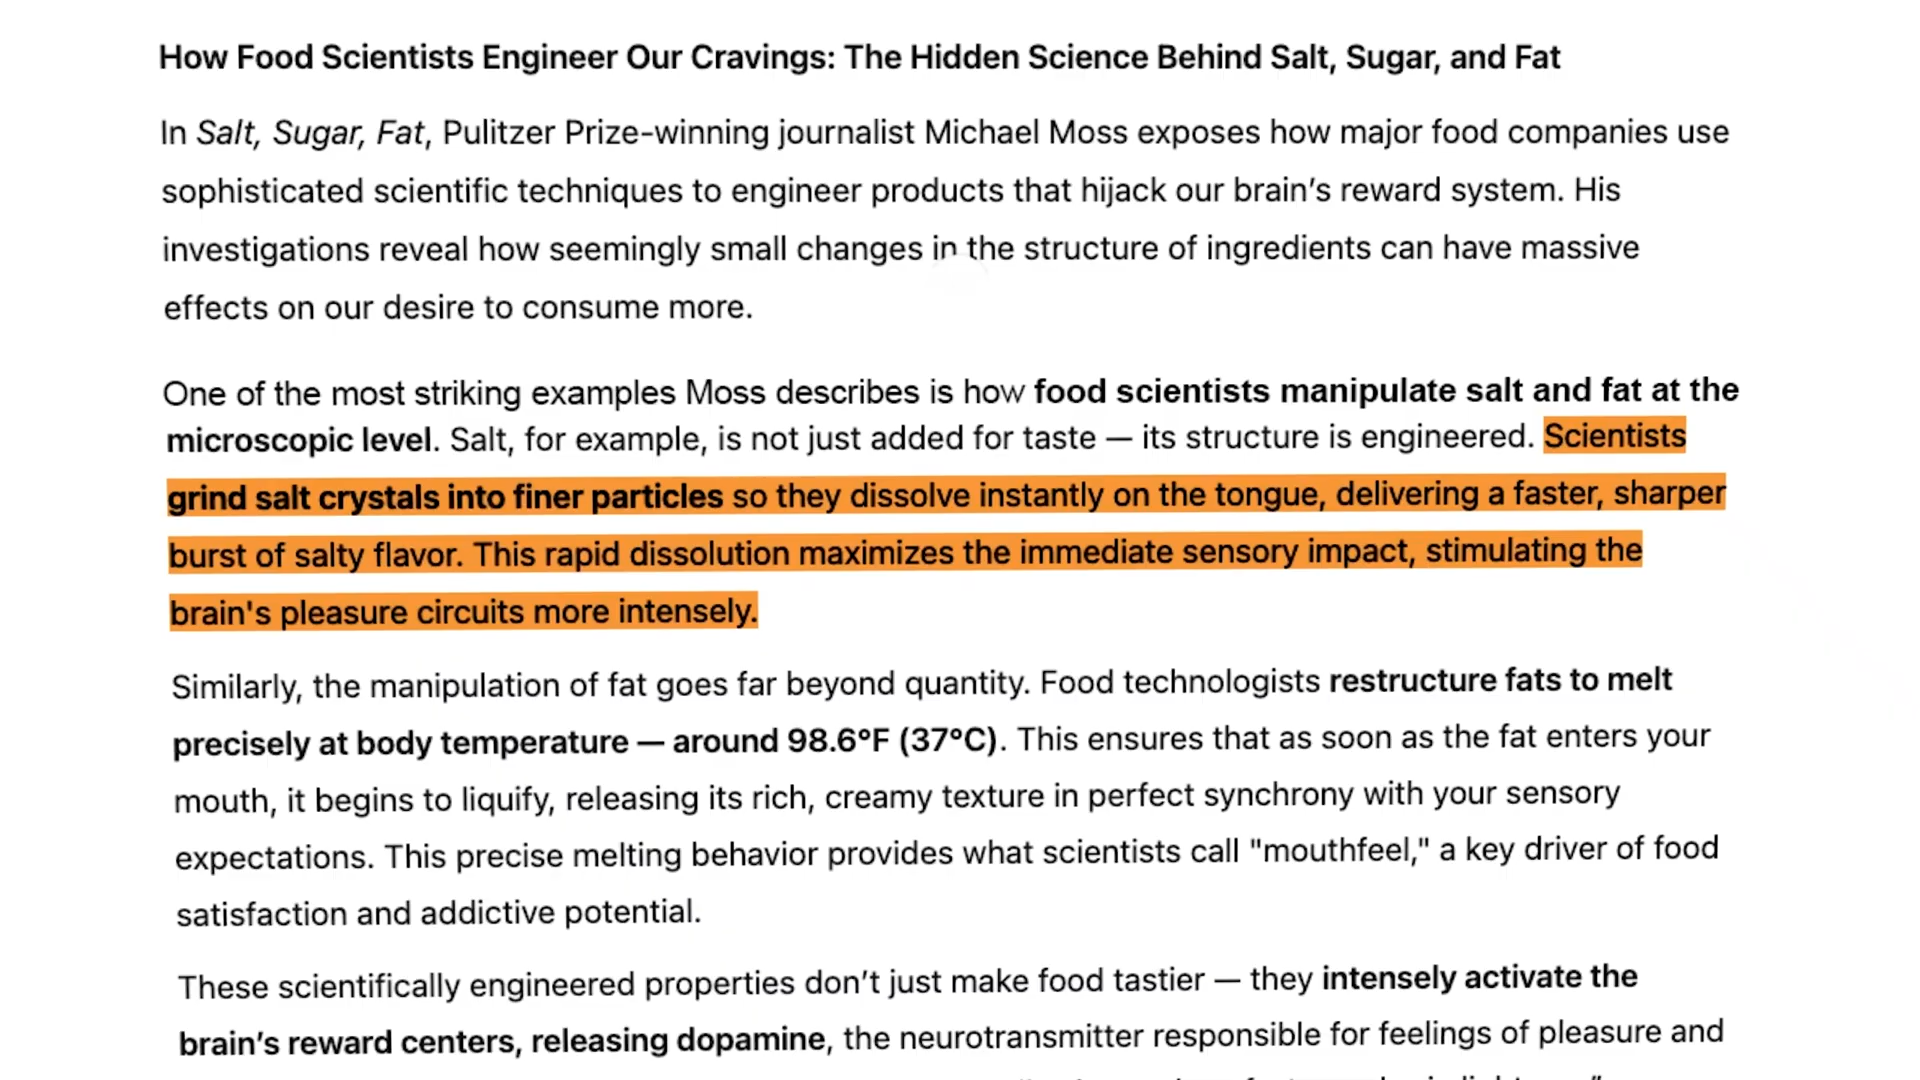 How Food Scientists Engineer Our Cravings: The Hidden Science Behind Salt, Sugar, and Fat
In Salt, Sugar, Fat, Pulitzer Prize-winning journalist Michael Moss exposes how major food companies use
sophisticated scientific techniques to engineer products that hijack our brain’s reward system. His
investigations reveal how seemingly small changes in the structure of ingredients can have massive
effects on our desire to consume more.
One of the most striking examples Moss describes is how food scientists manipulate salt and fat at the
microscopic level. Salt, for example, is not just added for taste — its structure is engineered. Scientists
grind salt crystals into finer particles so they dissolve instantly on the tongue, delivering a faster, sharper
burst of salty flavor. This rapid dissolution maximizes the immediate sensory impact, stimulating the
brain's pleasure circuits more intensely.
Similarly, the manipulation of fat goes far beyond quantity. Food technologists restructure fats to melt
precisely at body temperature — around 98.6°F (37°C). This ensures that as soon as the fat enters your
mouth, it begins to liquify, releasing its rich, creamy texture in perfect synchrony with your sensory
expectations. This precise melting behavior provides what scientists call "mouthfeel," a key driver of food
satisfaction and addictive potential.
These scientifically engineered properties don’t just make food tastier — they intensely activate the
brain’s reward centers, releasing dopamine, the neurotransmitter responsible for feelings of pleasure and